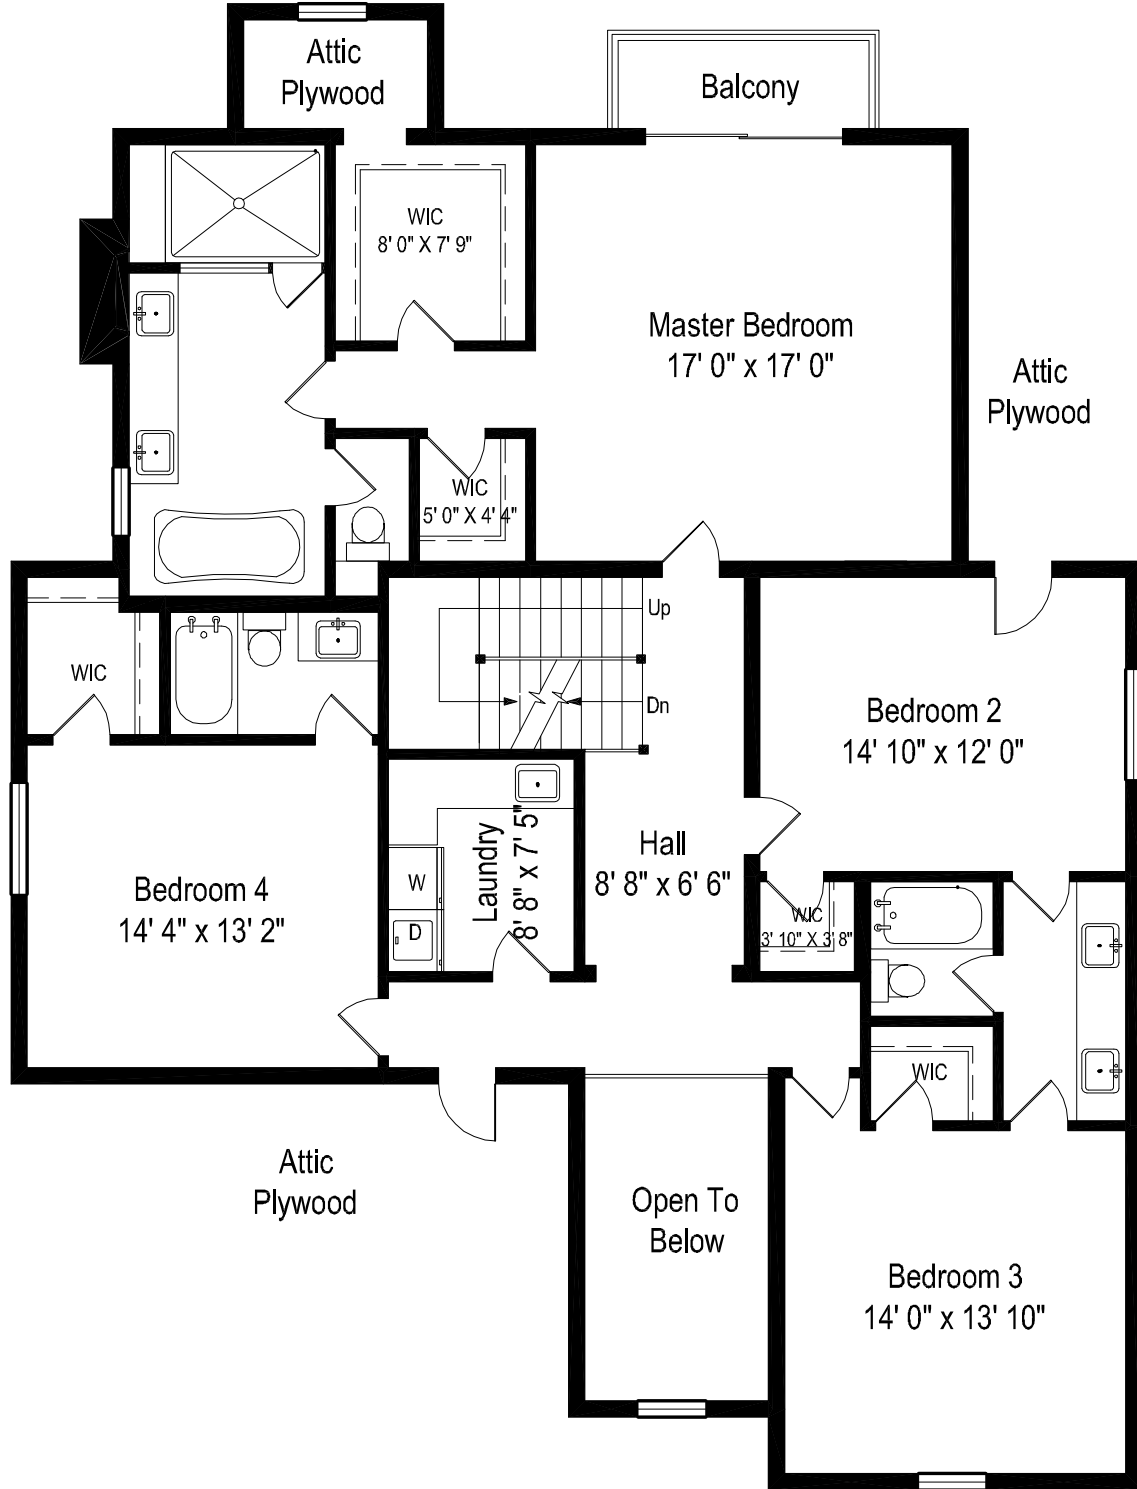 Attic
Plywood
Balcony
WIC
8' 0" X 7' 9"
Master Bedroom
17' 0" x 17' 0"
Attic
Plywood
WIC
5' 0" X 4' 4"
Up
Dn
WIC
Bedroom 2
14' 10" x 12' 0"
Hall
8' 8" x 6' 6"
Laundry
8' 8" x 7' 5"
W
D
Bedroom 4
14' 4" x 13' 2"
WIC
3' 10" X 3' 8"
WIC
Attic
Plywood
Open To
Below
Bedroom 3
14' 0" x 13' 10"